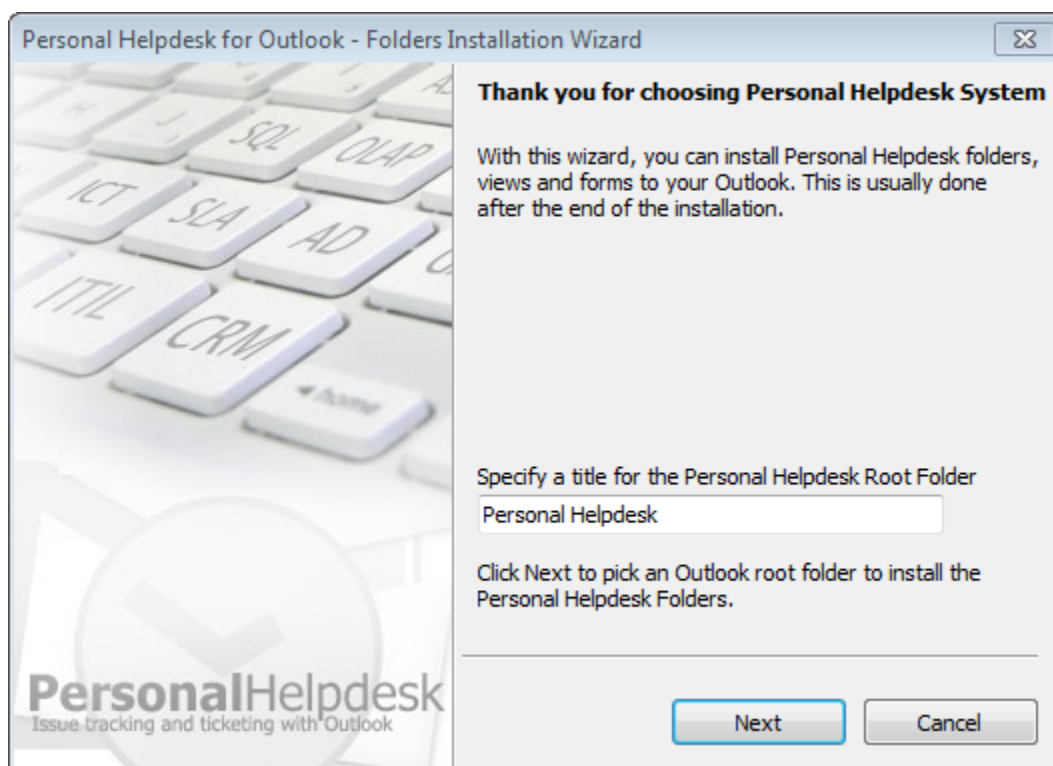 Personal Helpdesk for Outlook - Folders Installation Wizard
Thank you for choosing Personal Helpdesk System
With this wizard, you can install Personal Helpdesk folders,
views and forms to your Outlook. This is usually done
after the end of the installation.
H
J
SQL
OLAP
ICT
SLA
AD
ITIL
CRM
home
Specify a title for the Personal Helpdesk Root Folder
Personal Helpdesk
Click Next to pick an Outlook root folder to install the
Personal Helpdesk Folders.
PersonalHelpdesk
Issue tracking and ticketing with Outlook
Next
Cancel